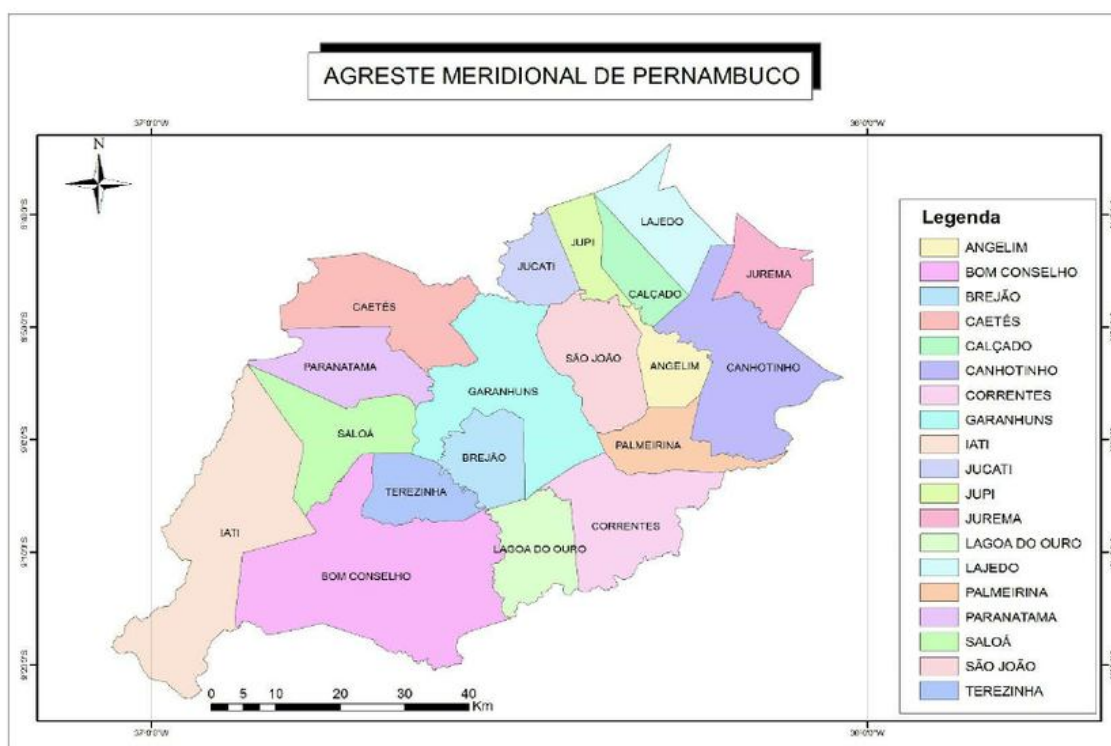 AGRESTE MERIDIONAL DE PERNAMBUCO
N
LAJEDO
JUPI
JUCATI
JUREMA
CALÇADO
CAETÉS
SÃO JOÃO
ANGELIM
CANHOTINHO
PARANATAMA
GARANHUNS
SALOÁ
PALMEIRINA
BREJÃO
TEREZINHA
CORRENTES
IATI
LAGOA DO OURO
BOM CONSELHO
0 5 10 20 30 40
Km
Legenda
ANGELIM
BOM CONSELHO
BREJÃO
CAETÉS
CALÇADO
CANHOTINHO
CORRENTES
GARANHUNS
IATI
JUCATI
JUPI
JUREMA
LAGOA DO OURO
LAJEDO
PALMEIRINA
PARANATAMA
SALOÁ
SÃO JOÃO
TEREZINHA